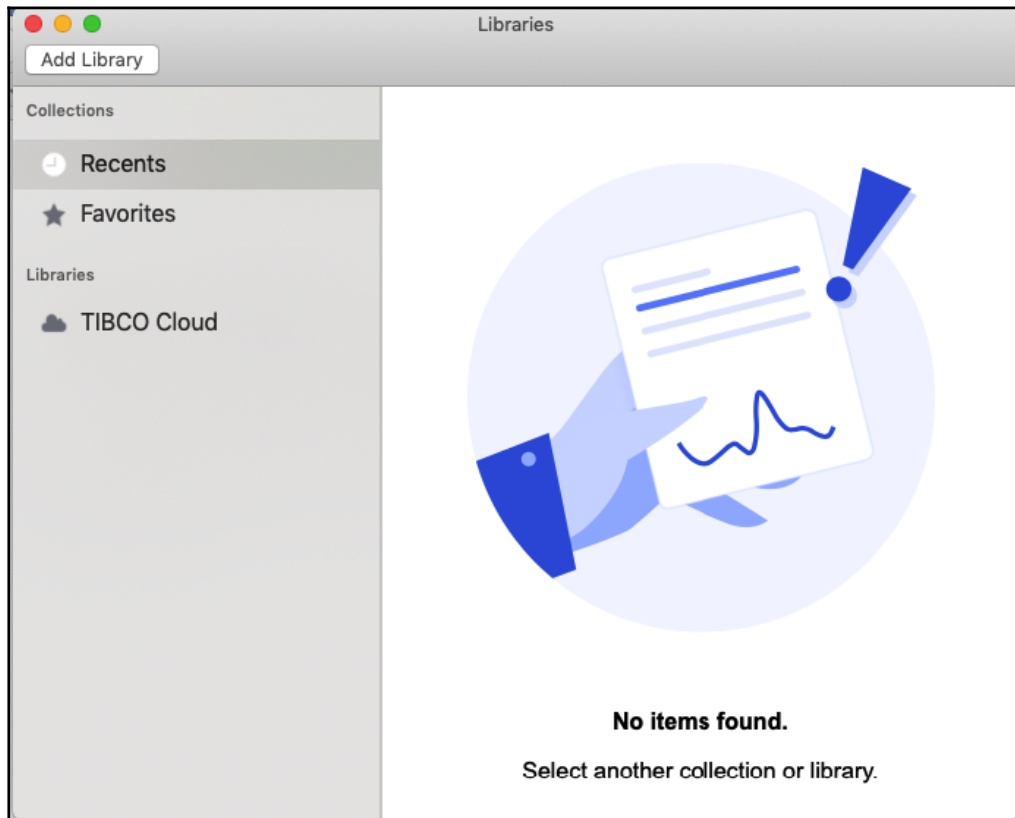 Libraries
Add Library
Collections
Recents
Favorites
Libraries
TIBCO Cloud
No items found.
Select another collection or library.